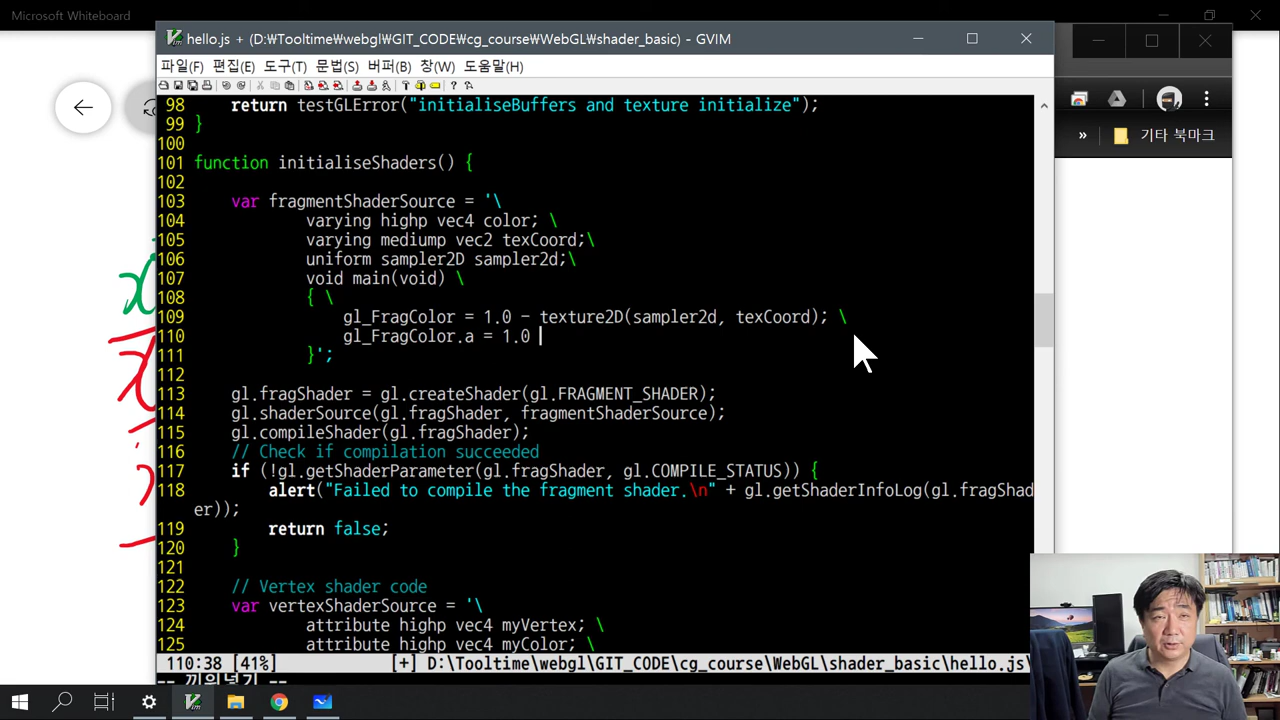 Microsoft Whiteboard
hello.js + (D:₩Tooltime₩webgl₩GIT_CODE₩cg_course₩WebGL₩shader_basic) - GVIM
파일(F) 편집(E) 도구(T) 문법(S) 버퍼(B) 창(W) 도움말(H)
기타 북마크
98 return testGLError("initialiseBuffers and texture initialize");
99 }
100
101 function initialiseShaders() {
102
103 var fragmentShaderSource = '\
104 varying highp vec4 color; \
105 varying mediump vec2 texCoord;\
106 uniform sampler2D sampler2d;\
107 void main(void) \
108 { \
109 gl_FragColor = 1.0 - texture2D(sampler2d, texCoord); \
110 gl_FragColor.a = 1.0
111 }';
112
113 gl.fragShader = gl.createShader(gl.FRAGMENT_SHADER);
114 gl.shaderSource(gl.fragShader, fragmentShaderSource);
115 gl.compileShader(gl.fragShader);
116 // Check if compilation succeeded
117 if (!gl.getShaderParameter(gl.fragShader, gl.COMPILE_STATUS)) {
118 alert("Failed to compile the fragment shader.\n" + gl.getShaderInfoLog(gl.fragShad
er));
119 return false;
120 }
121
122 // Vertex shader code
123 var vertexShaderSource = '\
124 attribute highp vec4 myVertex; \
125 attribute highp vec4 myColor; \
110:38 [41%] [+] D:\Tooltime\webgl\GIT_CODE\cg_course\WebGL\shader_basic\hello.js\
-- 끼워넣기 --